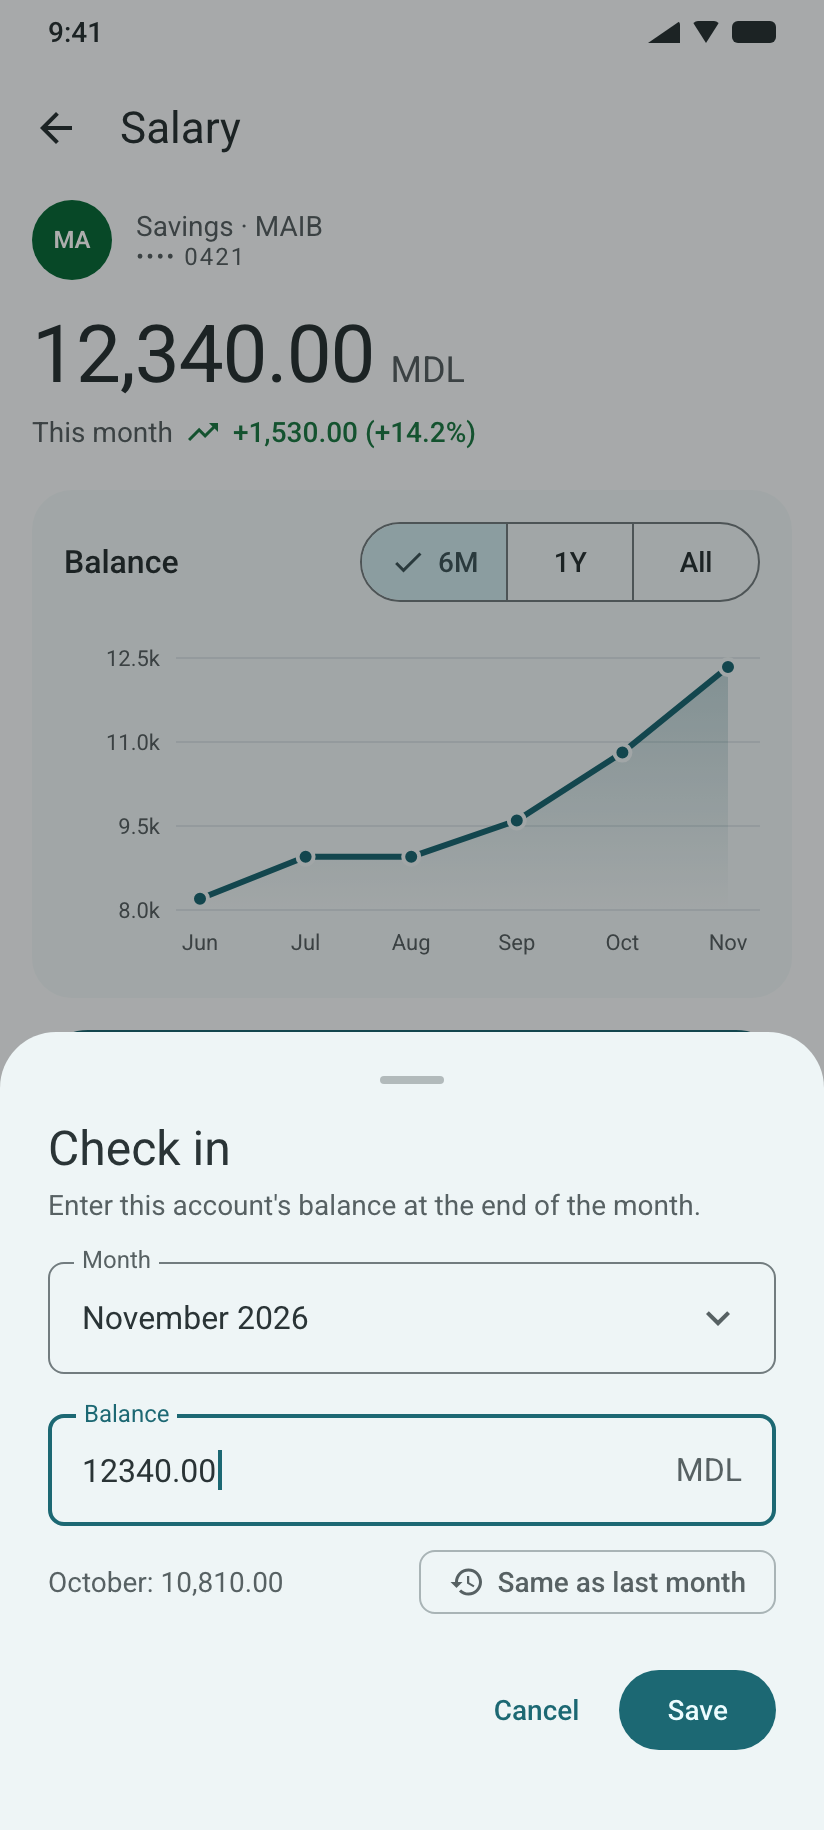 9:41
Salary
MA
Savings · MAIB
•••• 0421
12,340.00 MDL
This month +1,530.00 (+14.2%)
Balance
6M 1Y All
12.5k
11.0k
9.5k
8.0k
Jun Jul Aug Sep Oct Nov
Check in
Enter this account's balance at the end of the month.
Month
November 2026
Balance
12340.00 MDL
October: 10,810.00 Same as last month
Cancel Save